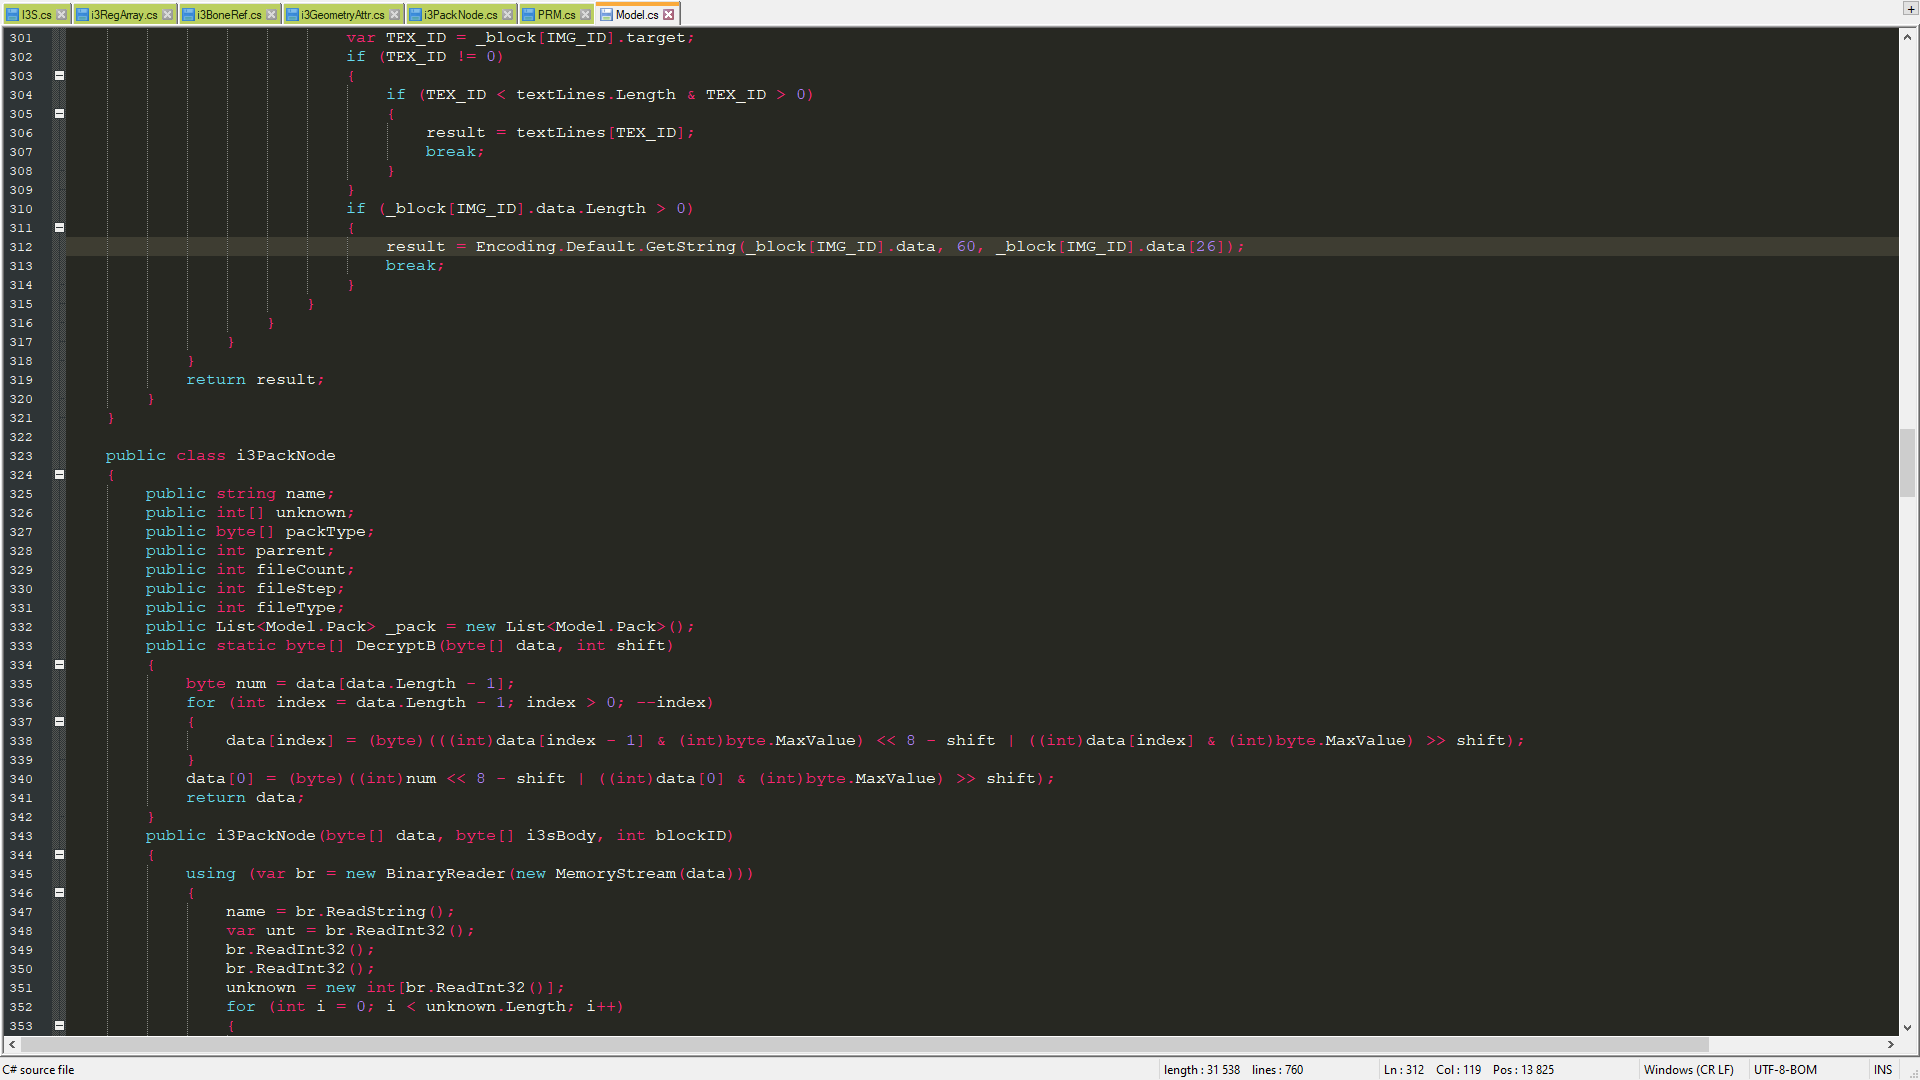 I3S.cs i3RegArray.cs i3BoneRef.cs i3GeometryAttr.cs i3PackNode.cs PRM.cs Model.cs
301 var TEX_ID = _block[IMG_ID].target;
302 if (TEX_ID != 0)
303 {
304 if (TEX_ID < textLines.Length & TEX_ID > 0)
305 {
306 result = textLines[TEX_ID];
307 break;
308 }
309 }
310 if (_block[IMG_ID].data.Length > 0)
311 {
312 result = Encoding.Default.GetString(_block[IMG_ID].data, 60, _block[IMG_ID].data[26]);
313 break;
314 }
315 }
316 }
317 }
318 }
319 return result;
320 }
321 }
322
323 public class i3PackNode
324 {
325 public string name;
326 public int[] unknown;
327 public byte[] packType;
328 public int parrent;
329 public int fileCount;
330 public int fileStep;
331 public int fileType;
332 public List<Model.Pack> _pack = new List<Model.Pack>();
333 public static byte[] DecryptB(byte[] data, int shift)
334 {
335 byte num = data[data.Length - 1];
336 for (int index = data.Length - 1; index > 0; --index)
337 {
338 data[index] = (byte)(((int)data[index - 1] & (int)byte.MaxValue) << 8 - shift | ((int)data[index] & (int)byte.MaxValue) >> shift);
339 }
340 data[0] = (byte)((int)num << 8 - shift | ((int)data[0] & (int)byte.MaxValue) >> shift);
341 return data;
342 }
343 public i3PackNode(byte[] data, byte[] i3sBody, int blockID)
344 {
345 using (var br = new BinaryReader(new MemoryStream(data)))
346 {
347 name = br.ReadString();
348 var unt = br.ReadInt32();
349 br.ReadInt32();
350 br.ReadInt32();
351 unknown = new int[br.ReadInt32()];
352 for (int i = 0; i < unknown.Length; i++)
353 {
C# source file length : 31 538 lines : 760 Ln : 312 Col : 119 Pos : 13 825 Windows (CR LF) UTF-8-BOM INS